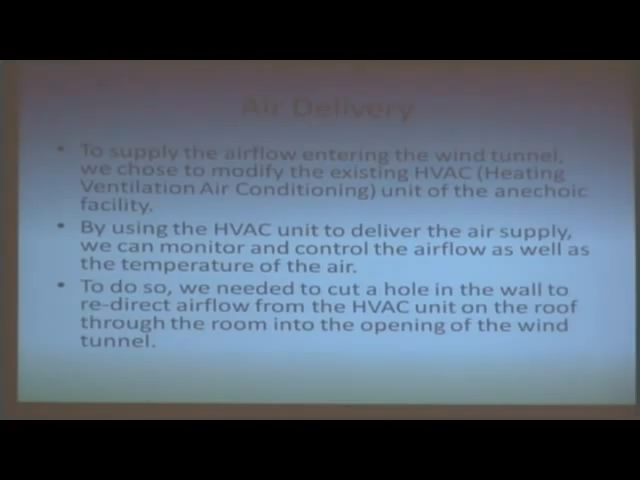 Air Delivery
• To supply the airflow entering the wind tunnel,
we chose to modify the existing HVAC (Heating
Ventilation Air Conditioning) unit of the anechoic
facility.
• By using the HVAC unit to deliver the air supply,
we can monitor and control the airflow as well as
the temperature of the air.
• To do so, we needed to cut a hole in the wall to
re-direct airflow from the HVAC unit on the roof
through the room into the opening of the wind
tunnel.